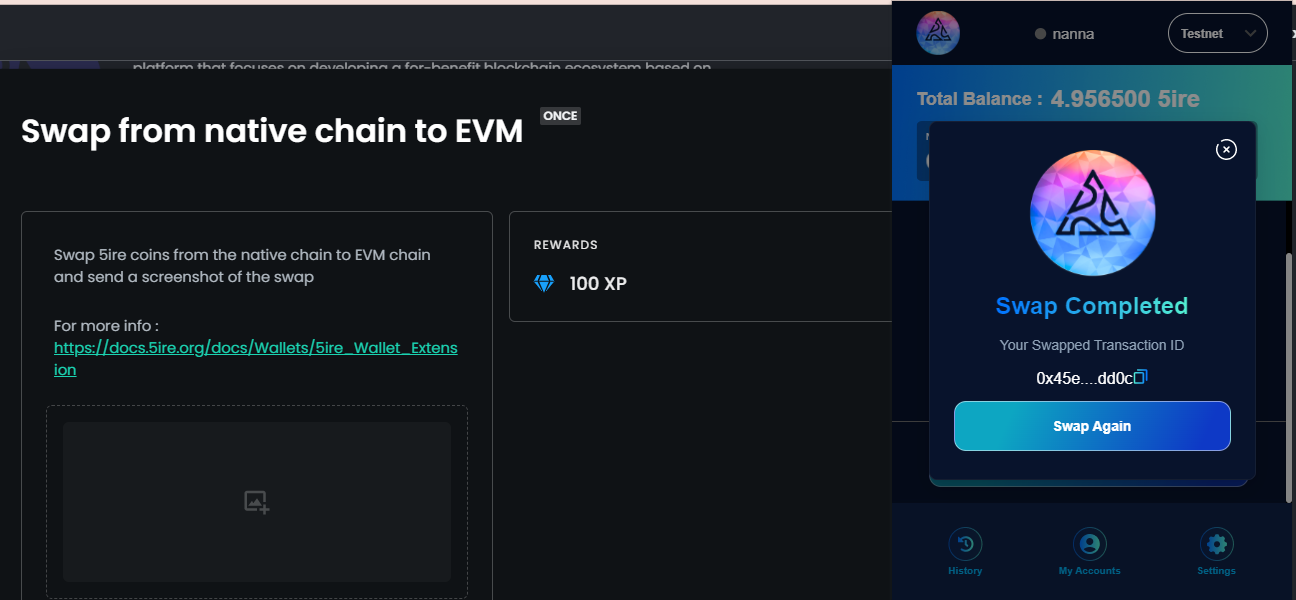 platform that focuses on developing a for-benefit blockchain ecosystem based on
Swap from native chain to EVM
ONCE
Swap 5ire coins from the native chain to EVM chain
and send a screenshot of the swap
For more info :
https://docs.5ire.org/docs/Wallets/5ire_Wallet_Extens
ion
REWARDS
100 XP
nanna
Testnet
Total Balance : 4.956500 5ire
Swap Completed
Your Swapped Transaction ID
0x45e....dd0c
Swap Again
History
My Accounts
Settings